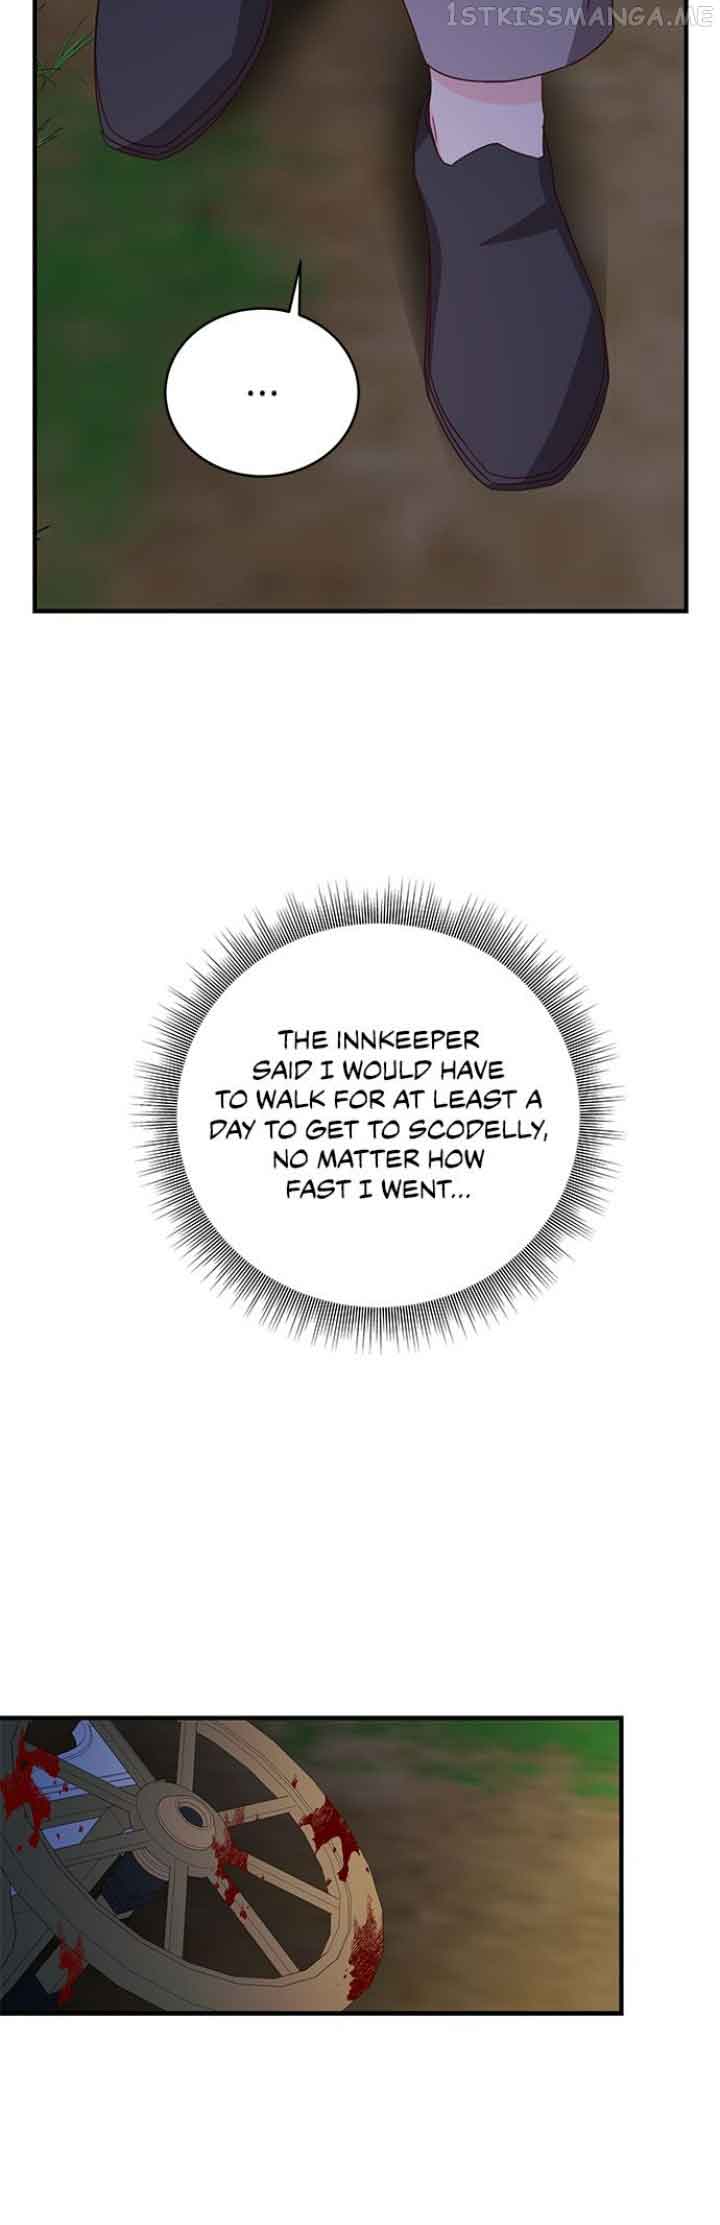 1STKISSMANGA.ME
...
THE INNKEEPER
SAID I WOULD HAVE
TO WALK FOR AT LEAST A
DAY TO GET TO SCODELLY,
NO MATTER HOW
FAST I WENT...